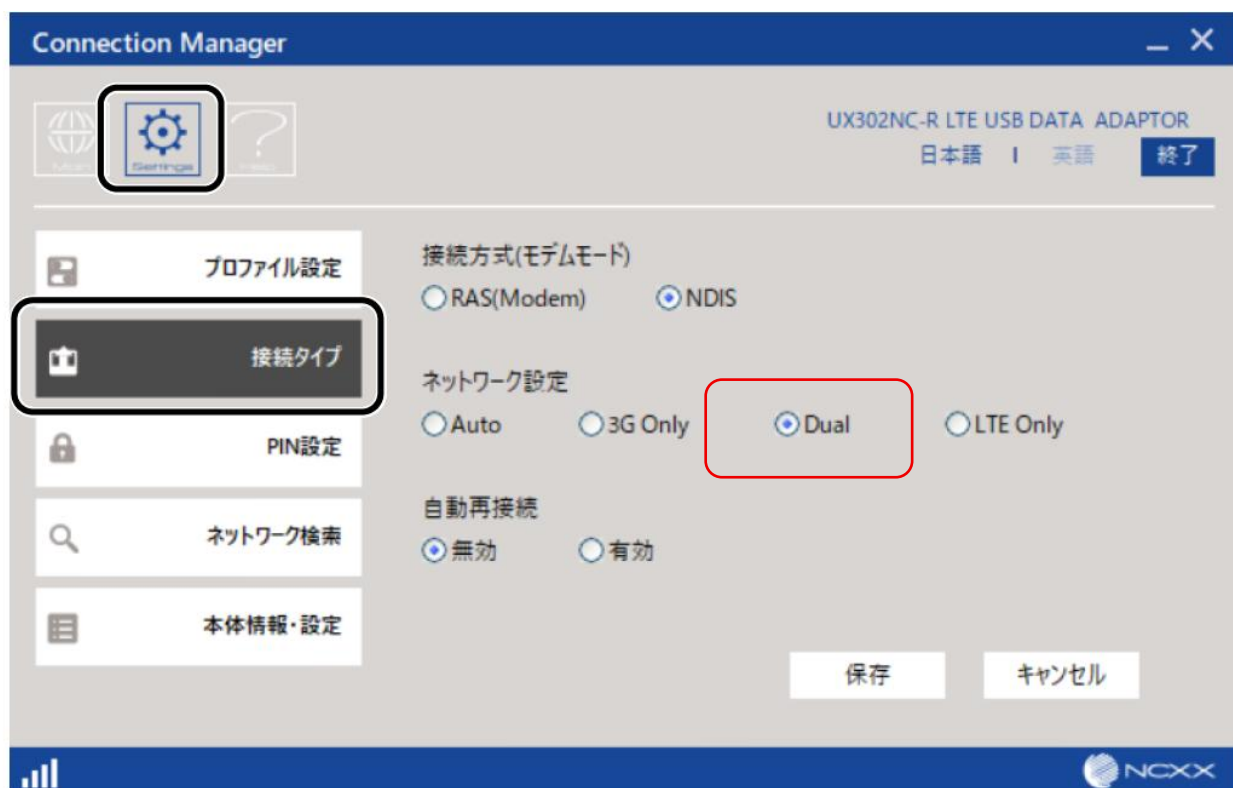 Connection Manager
Main
Settings
Help
UX302NC-R LTE USB DATA ADAPTOR
日本語 | 英語 終了
プロファイル設定
接続タイプ
PIN設定
ネットワーク検索
本体情報・設定
接続方式(モデムモード)
RAS(Modem) NDIS
ネットワーク設定
Auto 3G Only Dual LTE Only
自動再接続
無効 有効
保存 キャンセル
NCXX